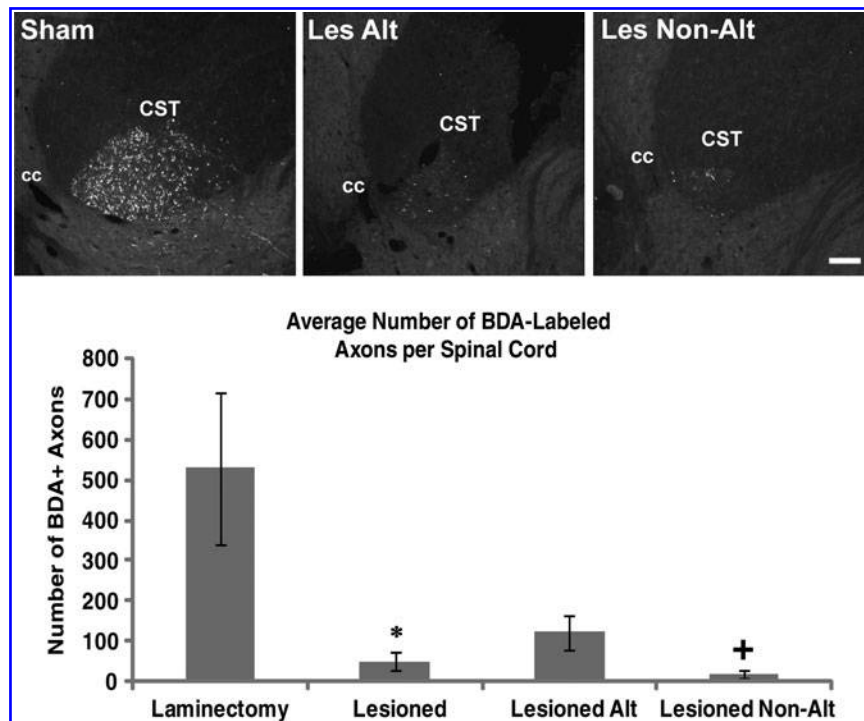 Sham
Les Alt
Les Non-Alt
CST
CST
CST
cc
cc
cc
Average Number of BDA-Labeled
Axons per Spinal Cord
Number of BDA+ Axons
800
700
600
500
400
300
200
100
0
*
+
Laminectomy
Lesioned
Lesioned Alt
Lesioned Non-Alt